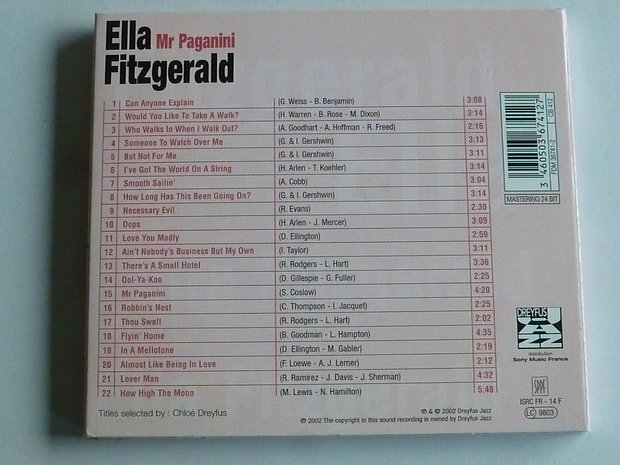 Ella Mr Paganini
Fitzgerald
1 Can Anyone Explain (G. Weiss - B. Benjamin) 3:08
2 Would You Like To Take A Walk? (H. Warren - B. Rose - M. Dixon) 3:14
3 Who Walks In When I Walk Out? (A. Goodhart - A. Hoffman - R. Freed) 2:16
4 Someone To Watch Over Me (G. & I. Gershwin) 3:13
5 But Not For Me (G. & I. Gershwin) 3:11
6 I've Got The World On A String (H. Arlen - T. Koehler) 3:14
7 Smooth Sailin' (A. Cobb) 3:04
8 How Long Has This Been Going On? (G. & I. Gershwin) 3:14
9 Necessary Evil (R. Evans) 2:30
10 Oops (H. Arlen - J. Mercer) 3:09
11 Love You Madly (D. Ellington) 2:59
12 Ain't Nobody's Business But My Own (I. Taylor) 3:11
13 There's A Small Hotel (R. Rodgers - L. Hart) 3:36
14 Ool-Ya-Koo (D. Gillespie - G. Fuller) 2:25
15 Mr Paganini (S. Coslow) 4:20
16 Robbin's Nest (C. Thompson - I. Jacquet) 2:25
17 Thou Swell (R. Rodgers - L. Hart) 2:02
18 Flyin' Home (B. Goodman - L. Hampton) 4:35
19 In A Mellotone (D. Ellington - M. Gabler) 2:19
20 Almost Like Being In Love (F. Loewe - A. J. Lerner) 2:12
21 Lover Man (R. Ramirez - J. Davis - J. Sherman) 4:32
22 How High The Moon (M. Lewis - N. Hamilton) 5:48
Titles selected by : Chloé Dreyfus
℗ & © 2002 Dreyfus Jazz
℗ 2002 The copyright in this sound recording is owned by Dreyfus Jazz
3 460503 674127
FDM 36741-2
CB 412
MASTERING 24 BIT
DREYFUS
JAZZ
distribution
Sony Music France
SPPF
ISRC FR - 14 F
LC 9803